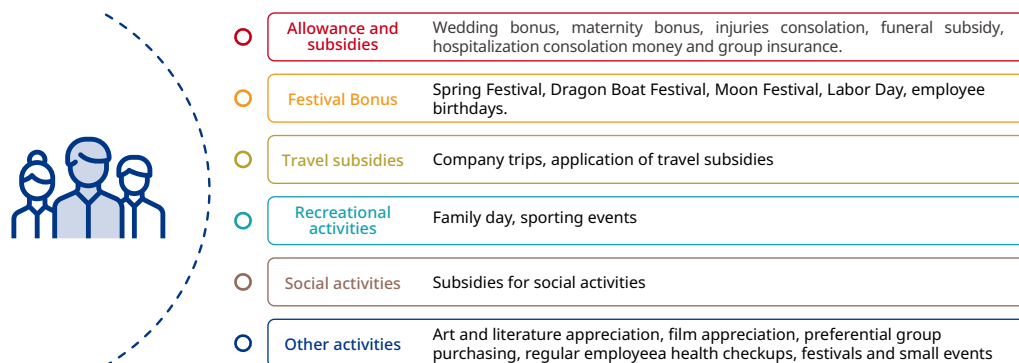 Allowance and
subsidies
Wedding bonus, maternity bonus, injuries consolation, funeral subsidy,
hospitalization consolation money and group insurance.
Festival Bonus
Spring Festival, Dragon Boat Festival, Moon Festival, Labor Day, employee
birthdays.
Travel subsidies
Company trips, application of travel subsidies
Recreational
activities
Family day, sporting events
Social activities
Subsidies for social activities
Other activities
Art and literature appreciation, film appreciation, preferential group
purchasing, regular employeea health checkups, festivals and small events